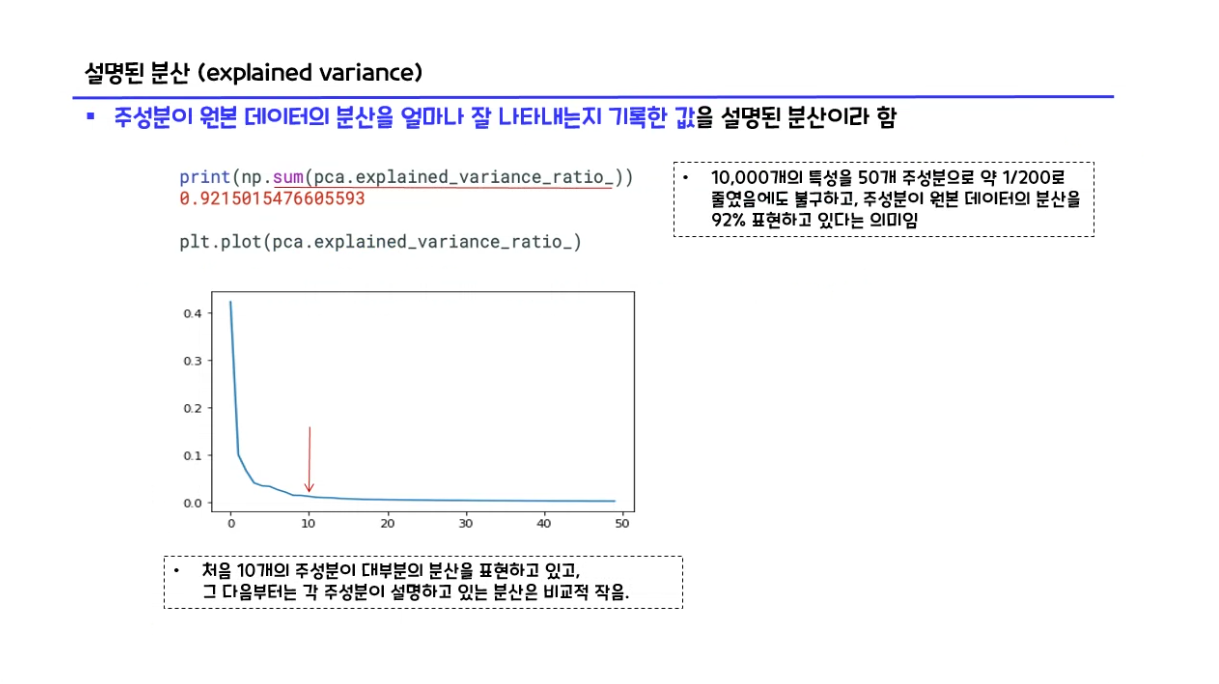 설명된 분산 (explained variance)
▪ 주성분이 원본 데이터의 분산을 얼마나 잘 나타내는지 기록한 값을 설명된 분산이라 함
print(np.sum(pca.explained_variance_ratio_))
0.9215015476605593
plt.plot(pca.explained_variance_ratio_)
• 10,000개의 특성을 50개 주성분으로 약 1/200로
줄였음에도 불구하고, 주성분이 원본 데이터의 분산을
92% 표현하고 있다는 의미임
0.4
0.3
0.2
0.1
0.0
0 10 20 30 40 50
• 처음 10개의 주성분이 대부분의 분산을 표현하고 있고,
그 다음부터는 각 주성분이 설명하고 있는 분산은 비교적 작음.